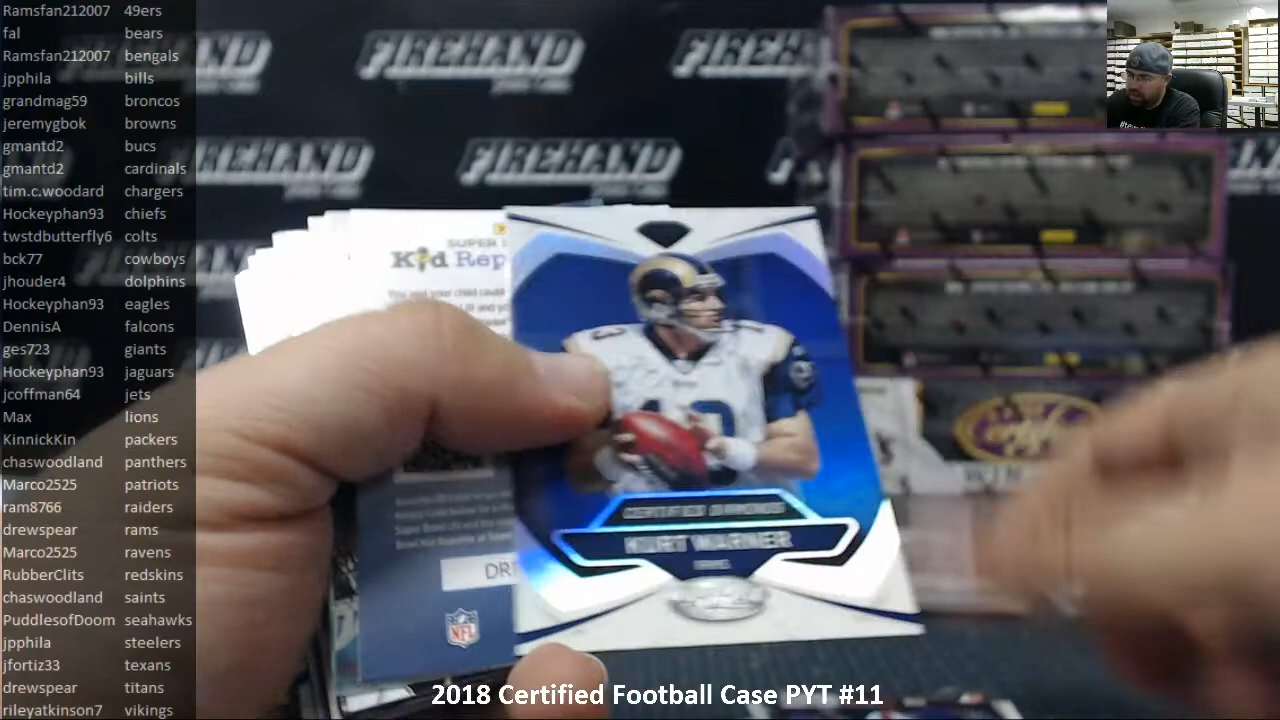 Ramsfan212007 49ers
fal bears
Ramsfan212007 bengals
jpphila bills
grandmag59 broncos
jeremygbok browns
gmantd2 bucs
gmantd2 cardinals
tim.c.woodard chargers
Hockeyphan93 chiefs
twstdbutterfly6 colts
bck77 cowboys
jhouder4 dolphins
Hockeyphan93 eagles
DennisA falcons
ges723 giants
Hockeyphan93 jaguars
jcoffman64 jets
Max lions
KinnickKin packers
chaswoodland panthers
Marco2525 patriots
ram8766 raiders
drewspear rams
Marco2525 ravens
RubberClits redskins
chaswoodland saints
PuddlesofDoom seahawks
jpphila steelers
jfortiz33 texans
drewspear titans
rileyatkinson7 vikings
FIREHAND
FIREHAND
FIREHAND
FIREHAND
SUPER
Kid Rep
KURT WARNER
RAMS
DR
NFL
2018 Certified Football Case PYT #11